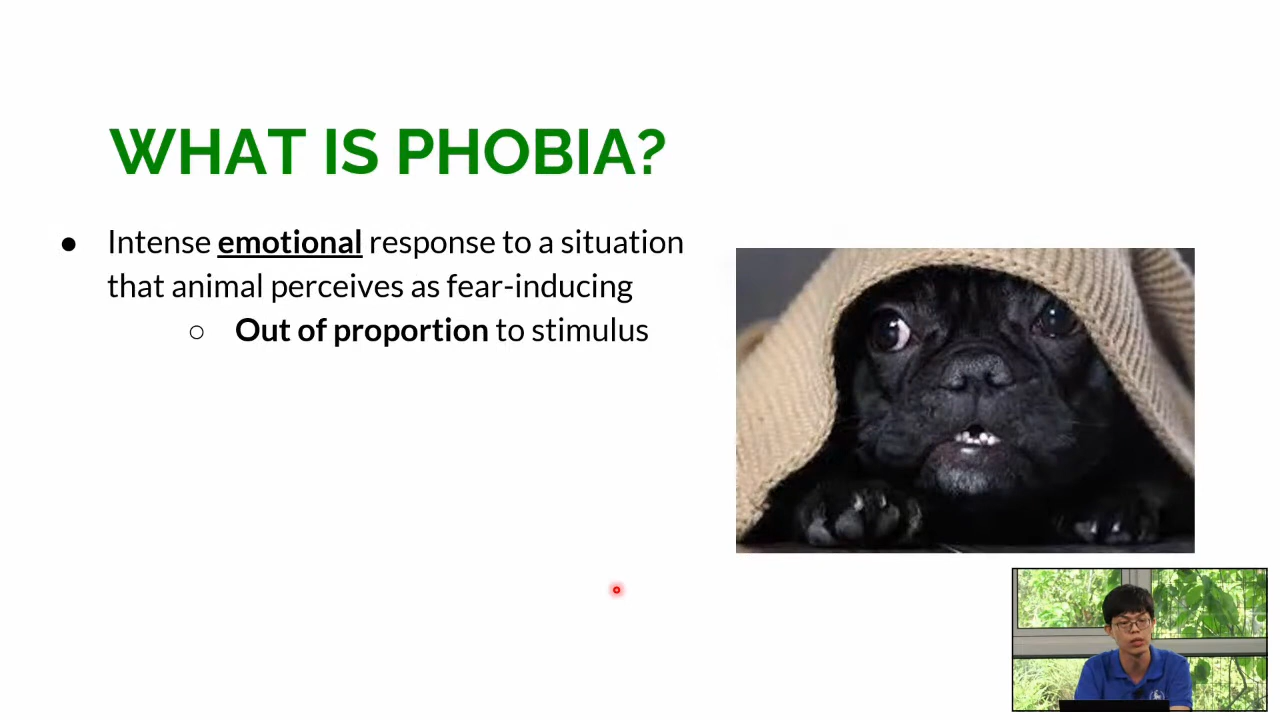 WHAT IS PHOBIA?
● Intense emotional response to a situation
that animal perceives as fear-inducing
○ Out of proportion to stimulus